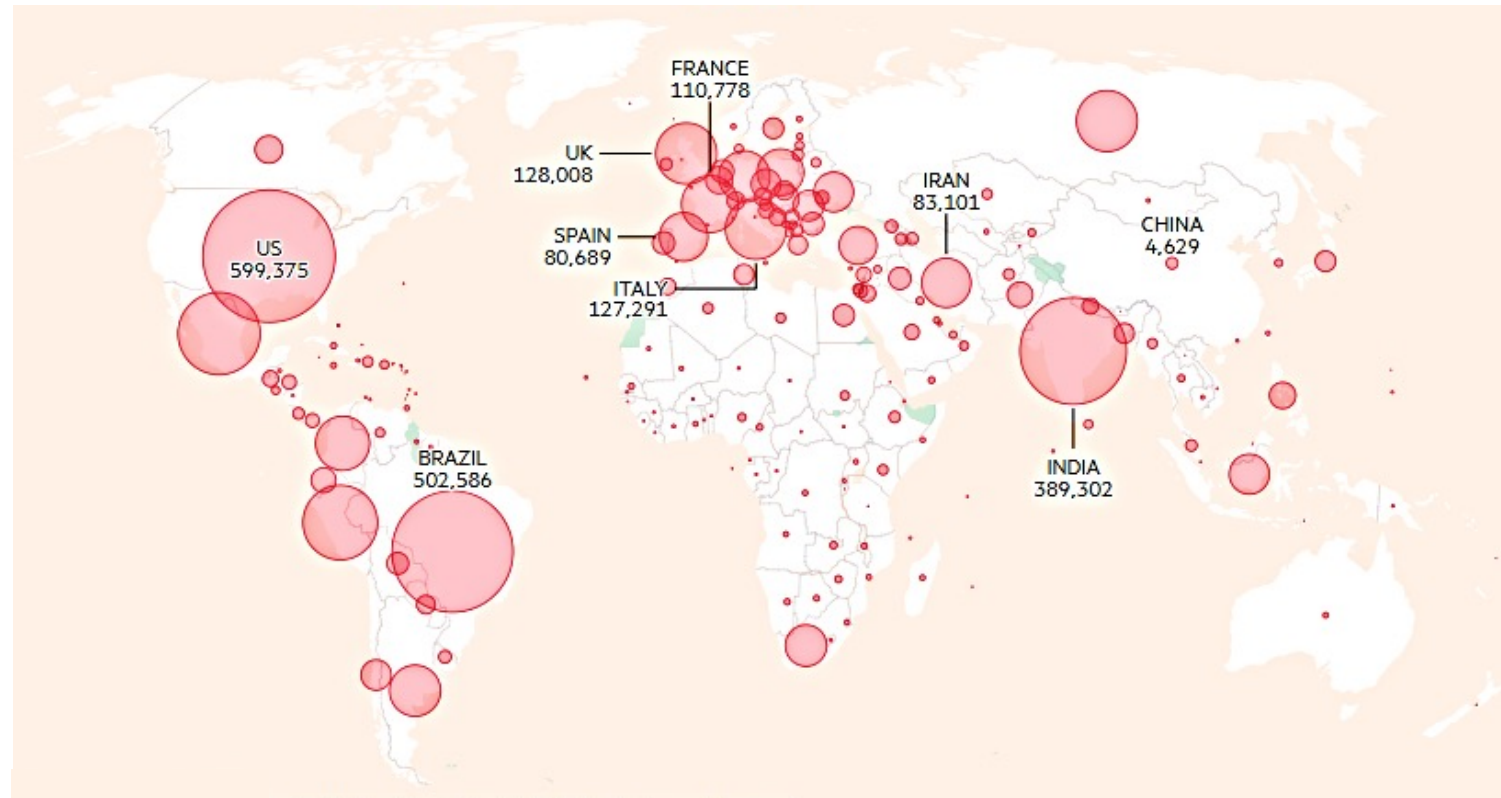 FRANCE
110,778
UK
128,008
IRAN
83,101
CHINA
4,629
US
599,375
SPAIN
80,689
ITALY
127,291
BRAZIL
502,586
INDIA
389,302